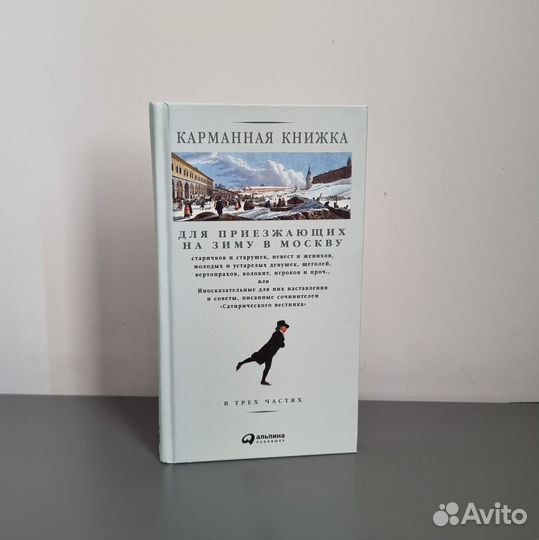 КАРМАННАЯ КНИЖКА
ДЛЯ ПРИЕЗЖАЮЩИХ
НА ЗИМУ В МОСКВУ
старичков и старушек, невест и женихов,
молодых и устарелых девушек, щеголей,
вертопрахов, волокит, игроков и проч.,
или
Иносказательные для них наставления
и советы, писанные сочинителем
«Сатирического вестника»
В ТРЕХ ЧАСТЯХ
альпина
ПАБЛИШЕР
Avito